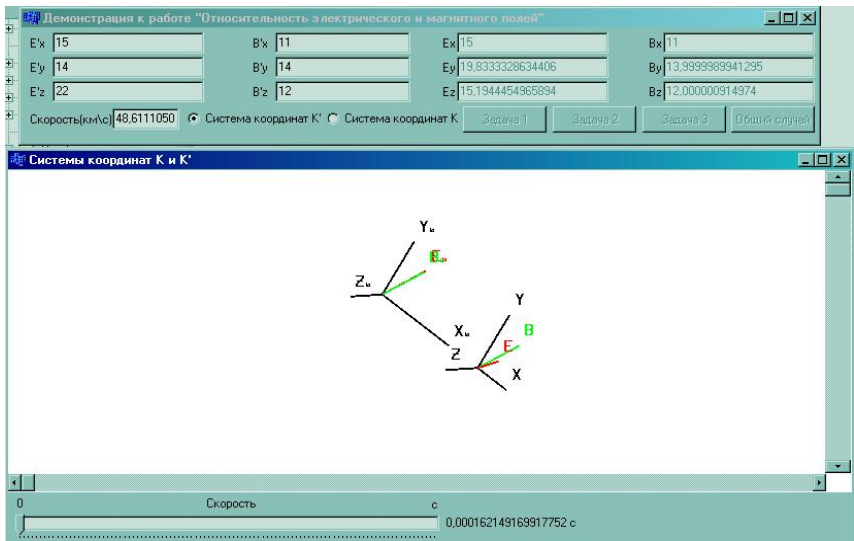 Демонстрация к работе "Относительность электрического и магнитного полей"
E'x 15 B'x 11 Ex 15 Bx 11
E'y 14 B'y 14 Ey 19,8333328634406 By 13,9999989941295
E'z 22 B'z 12 Ez 15,1944454965894 Bz 12,000000914974
Скорость(км\с) 48,6111050 Система координат K' Система координат K Задача 1 Задача 2 Задача 3 Общий случай
Системы координат K и K'
Y
Z
X
Y
B
Z
E
X
0 Скорость c
0,000162149169917752 c